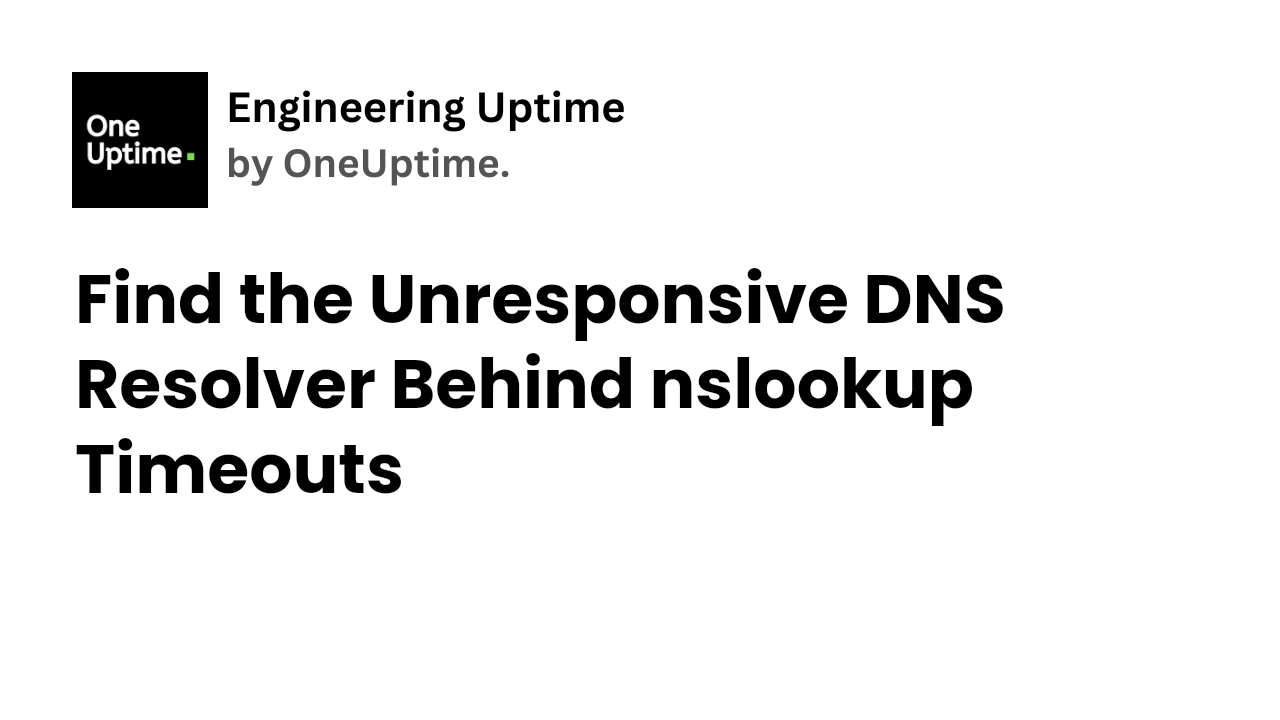 One
Uptime.
Engineering Uptime
by OneUptime.
Find the Unresponsive DNS
Resolver Behind nslookup
Timeouts